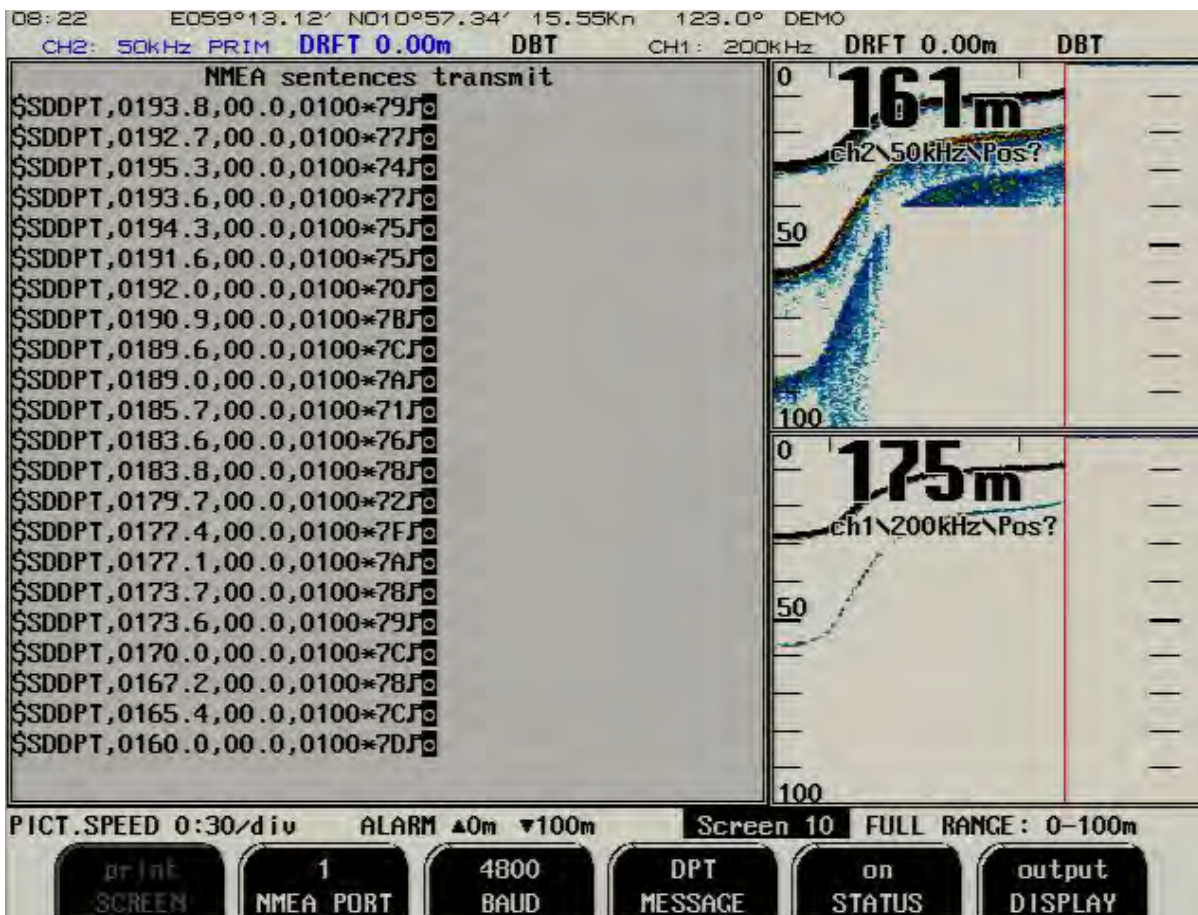 08:22 E059°13.12′ N010°57.34′ 15.55Kn 123.0° DEMO
CH2: 50kHz PRIM DRFT 0.00m DBT CH1: 200kHz DRFT 0.00m DBT
NMEA sentences transmit
$SDDPT,0193.8,00.0,0100*79♪◙
$SDDPT,0192.7,00.0,0100*77♪◙
$SDDPT,0195.3,00.0,0100*74♪◙
$SDDPT,0193.6,00.0,0100*77♪◙
$SDDPT,0194.3,00.0,0100*75♪◙
$SDDPT,0191.6,00.0,0100*75♪◙
$SDDPT,0192.0,00.0,0100*70♪◙
$SDDPT,0190.9,00.0,0100*7B♪◙
$SDDPT,0189.6,00.0,0100*7C♪◙
$SDDPT,0189.0,00.0,0100*7A♪◙
$SDDPT,0185.7,00.0,0100*71♪◙
$SDDPT,0183.6,00.0,0100*76♪◙
$SDDPT,0183.8,00.0,0100*78♪◙
$SDDPT,0179.7,00.0,0100*72♪◙
$SDDPT,0177.4,00.0,0100*7F♪◙
$SDDPT,0177.1,00.0,0100*7A♪◙
$SDDPT,0173.7,00.0,0100*78♪◙
$SDDPT,0173.6,00.0,0100*79♪◙
$SDDPT,0170.0,00.0,0100*7C♪◙
$SDDPT,0167.2,00.0,0100*78♪◙
$SDDPT,0165.4,00.0,0100*7C♪◙
$SDDPT,0160.0,00.0,0100*7D♪◙
0
161m
ch2\50kHz\Pos?
50
100
0
175m
ch1\200kHz\Pos?
50
100
PICT.SPEED 0:30/div ALARM ▲0m ▼100m Screen 10 FULL RANGE: 0-100m
print SCREEN
1 NMEA PORT
4800 BAUD
DPT MESSAGE
on STATUS
output DISPLAY